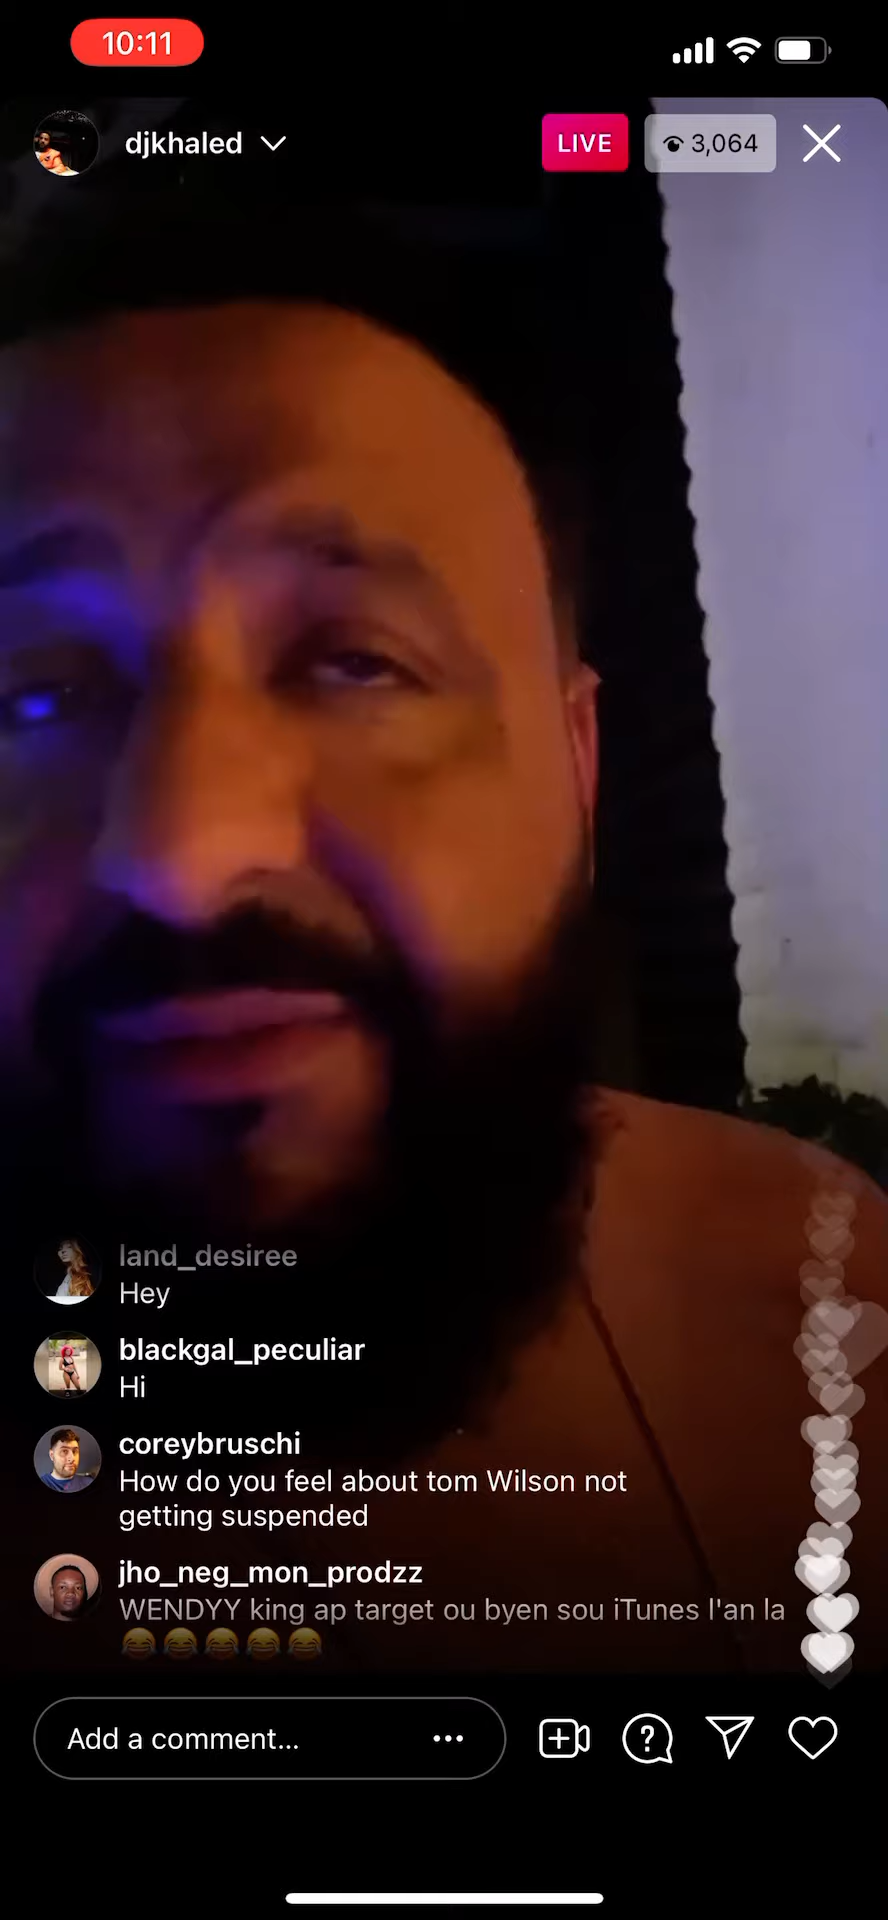 10:11
djkhaled
LIVE
3,064
land_desiree
Hey
blackgal_peculiar
Hi
coreybruschi
How do you feel about tom Wilson not
getting suspended
jho_neg_mon_prodzz
WENDYY king ap target ou byen sou iTunes l'an la
😂😂😂😂😂
Add a comment...